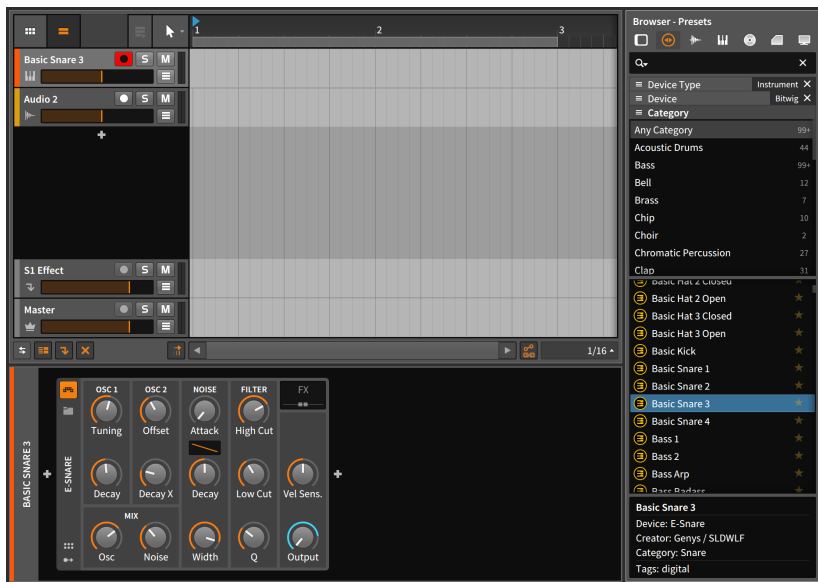 Browser - Presets
1
2
3
Basic Snare 3
S
M
Audio 2
S
M
Device Type
Instrument
Device
Bitwig
Category
Any Category
99+
Acoustic Drums
44
Bass
99+
Bell
12
Brass
7
Chip
10
Choir
2
Chromatic Percussion
27
Clap
31
S1 Effect
S
M
Master
S
M
1/16
Basic Hat 2 Closed
Basic Hat 2 Open
Basic Hat 3 Closed
Basic Hat 3 Open
Basic Kick
Basic Snare 1
Basic Snare 2
Basic Snare 3
Basic Snare 4
Bass 1
Bass 2
Bass Arp
Bass Badass
BASIC SNARE 3
E-SNARE
OSC 1
OSC 2
NOISE
FILTER
FX
Tuning
Offset
Attack
High Cut
Decay
Decay X
Decay
Low Cut
Vel Sens.
MIX
Osc
Noise
Width
Q
Output
Basic Snare 3
Device: E-Snare
Creator: Genys / SLDWLF
Category: Snare
Tags: digital